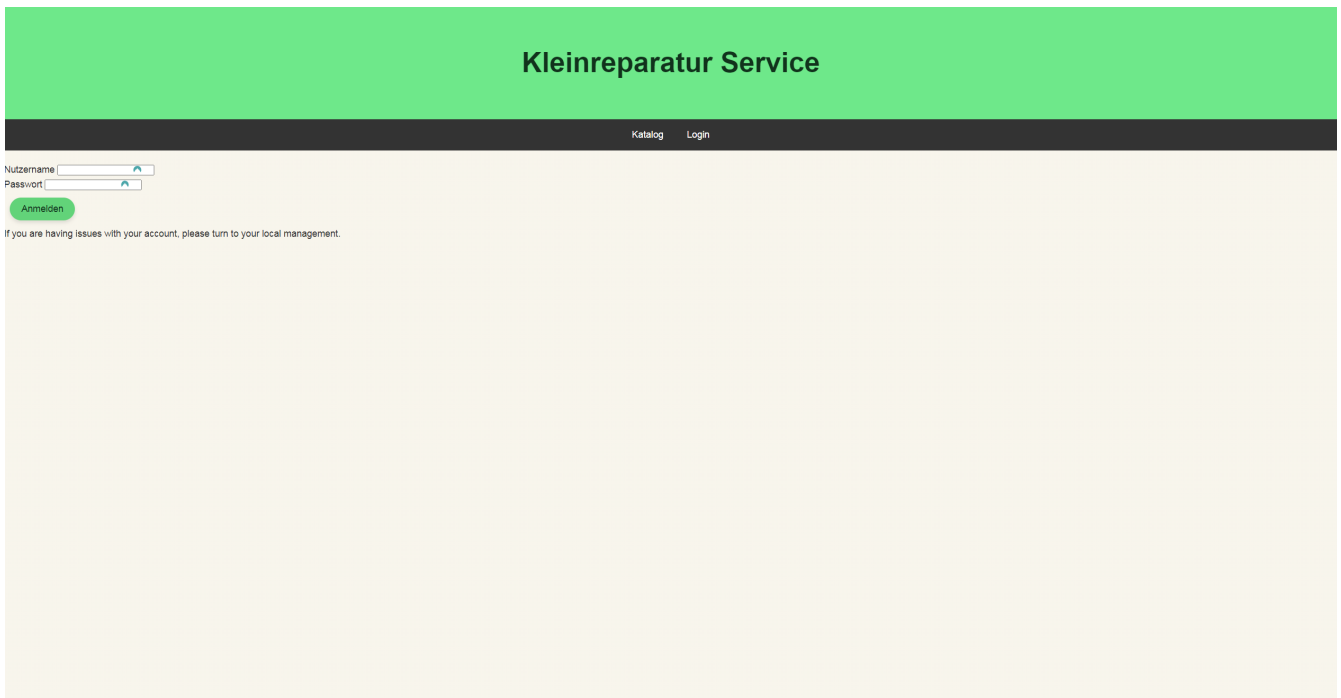 Kleinreparatur Service
Katalog Login
Nutzername
Passwort
Anmelden
If you are having issues with your account, please turn to your local management.